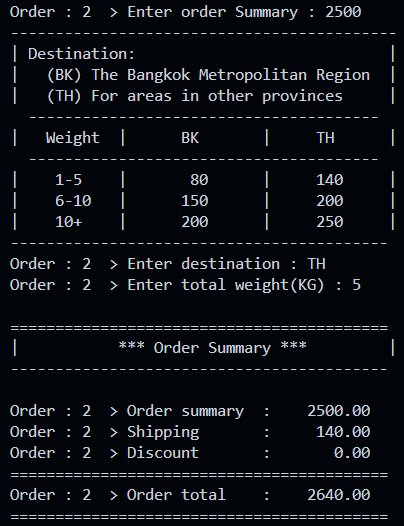 Order : 2  > Enter order Summary : 2500
------------------------------------------
| Destination:                            |
|   (BK) The Bangkok Metropolitan Region  |
|   (TH) For areas in other provinces     |
  ---------------------------------------
|   Weight  |      BK       |     TH      |
  ---------------------------------------
|    1-5    |       80      |     140     |
|    6-10   |      150      |     200     |
|    10+    |      200      |     250     |
------------------------------------------
Order : 2  > Enter destination : TH
Order : 2  > Enter total weight(KG) : 5
==========================================
|           *** Order Summary ***         |
------------------------------------------
Order : 2  > Order summary  :    2500.00
Order : 2  > Shipping       :     140.00
Order : 2  > Discount       :       0.00
==========================================
Order : 2  > Order total    :    2640.00
==========================================